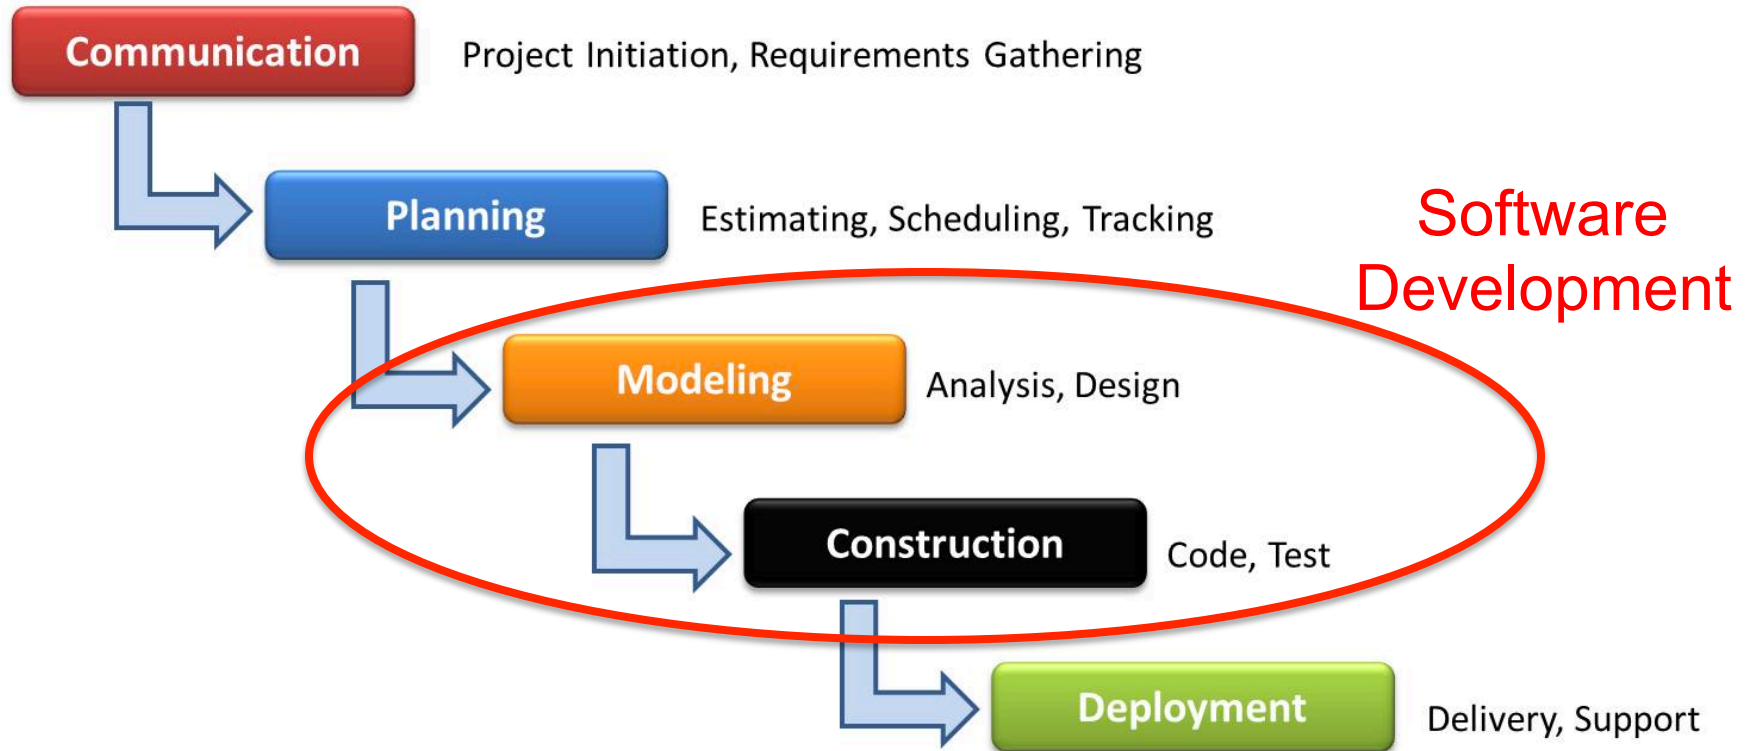 Communication
Project Initiation, Requirements Gathering
Planning
Estimating, Scheduling, Tracking
Software
Development
Modeling
Analysis, Design
Construction
Code, Test
Deployment
Delivery, Support